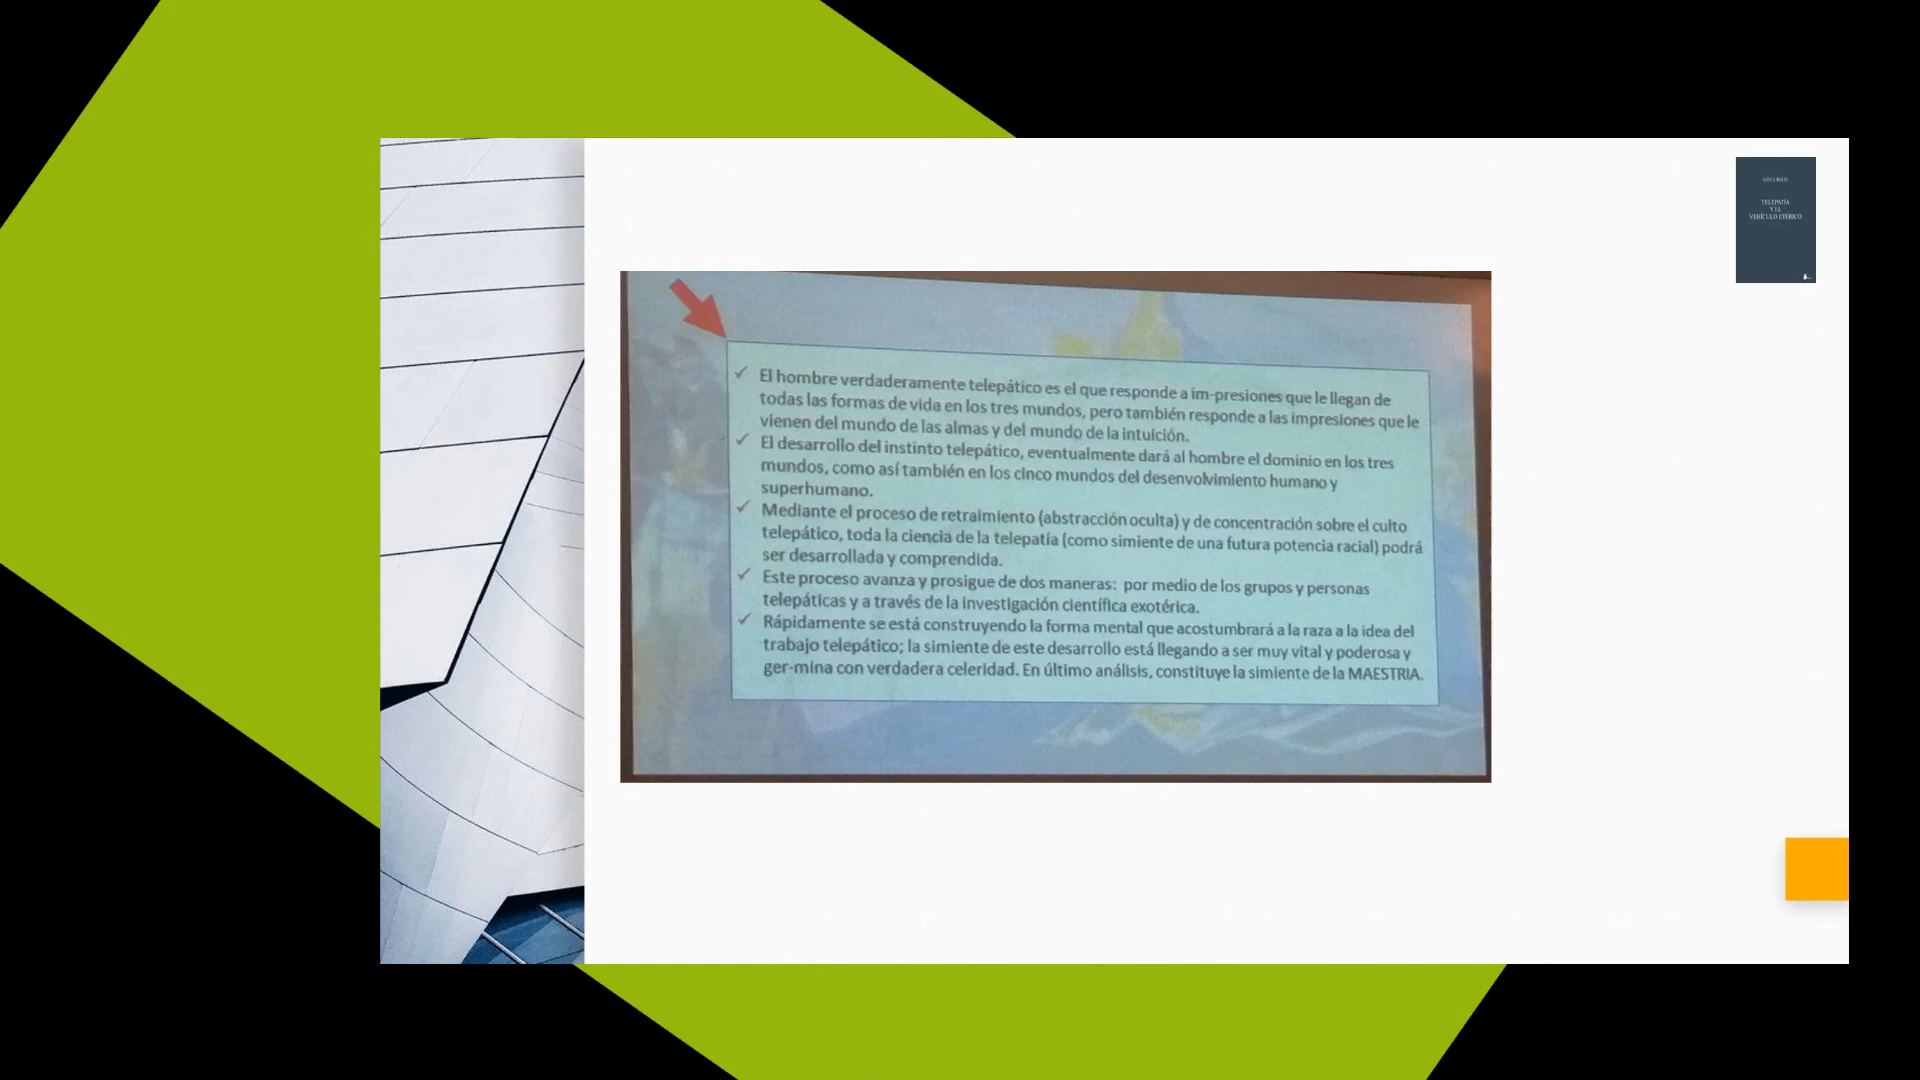 TELEPATÍA
Y EL
VEHÍCULO ETÉRICO
✓ El hombre verdaderamente telepático es el que responde a im-presiones que le llegan de
todas las formas de vida en los tres mundos, pero también responde a las impresiones que le
vienen del mundo de las almas y del mundo de la intuición.
✓ El desarrollo del instinto telepático, eventualmente dará al hombre el dominio en los tres
mundos, como así también en los cinco mundos del desenvolvimiento humano y
superhumano.
✓ Mediante el proceso de retraimiento (abstracción oculta) y de concentración sobre el culto
telepático, toda la ciencia de la telepatía (como simiente de una futura potencia racial) podrá
ser desarrollada y comprendida.
✓ Este proceso avanza y prosigue de dos maneras: por medio de los grupos y personas
telepáticas y a través de la investigación científica exotérica.
✓ Rápidamente se está construyendo la forma mental que acostumbrará a la raza a la idea del
trabajo telepático; la simiente de este desarrollo está llegando a ser muy vital y poderosa y
ger-mina con verdadera celeridad. En último análisis, constituye la simiente de la MAESTRIA.